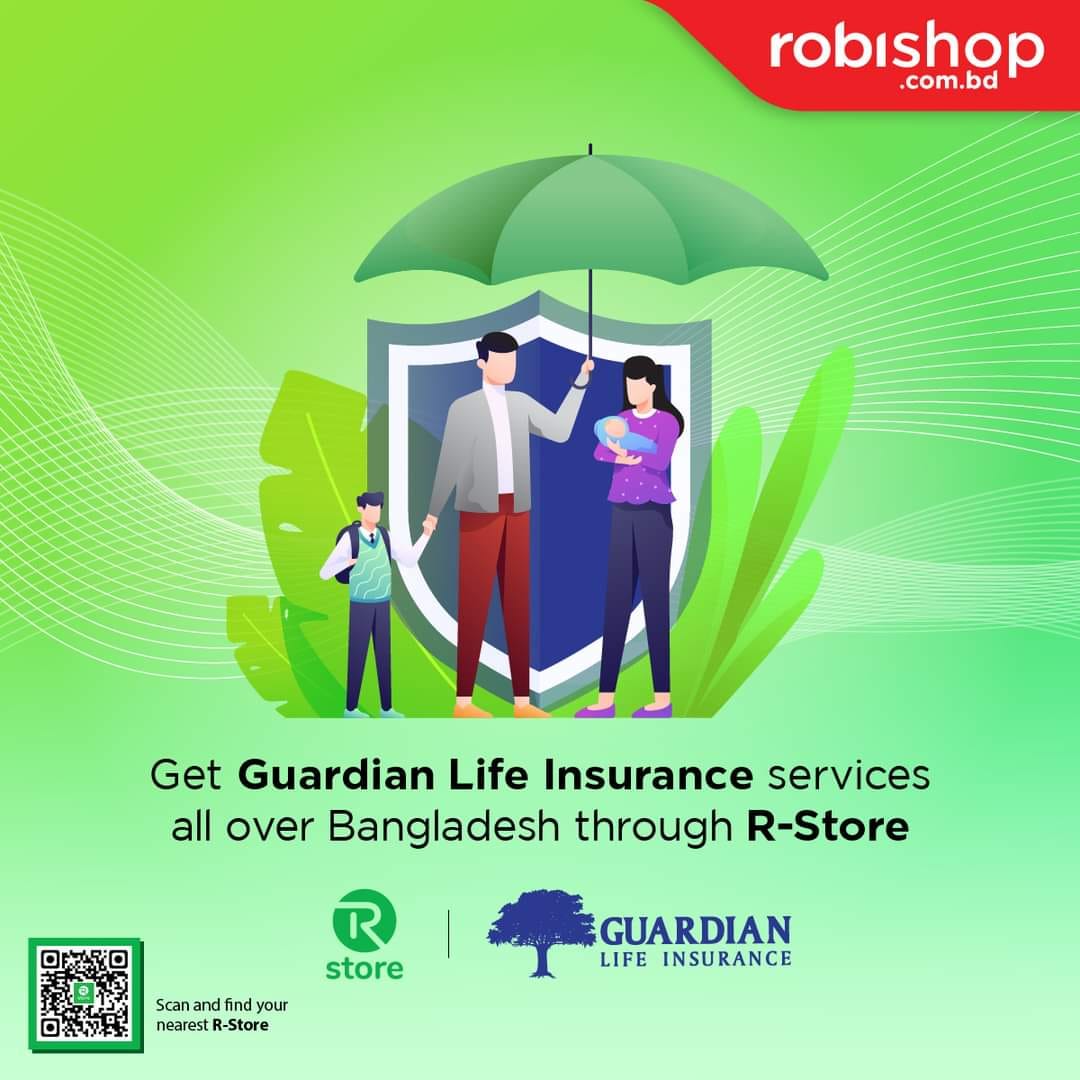 robishop
.com.bd
Get Guardian Life Insurance services
all over Bangladesh through R-Store
R
store
GUARDIAN
LIFE INSURANCE
Scan and find your
nearest R-Store